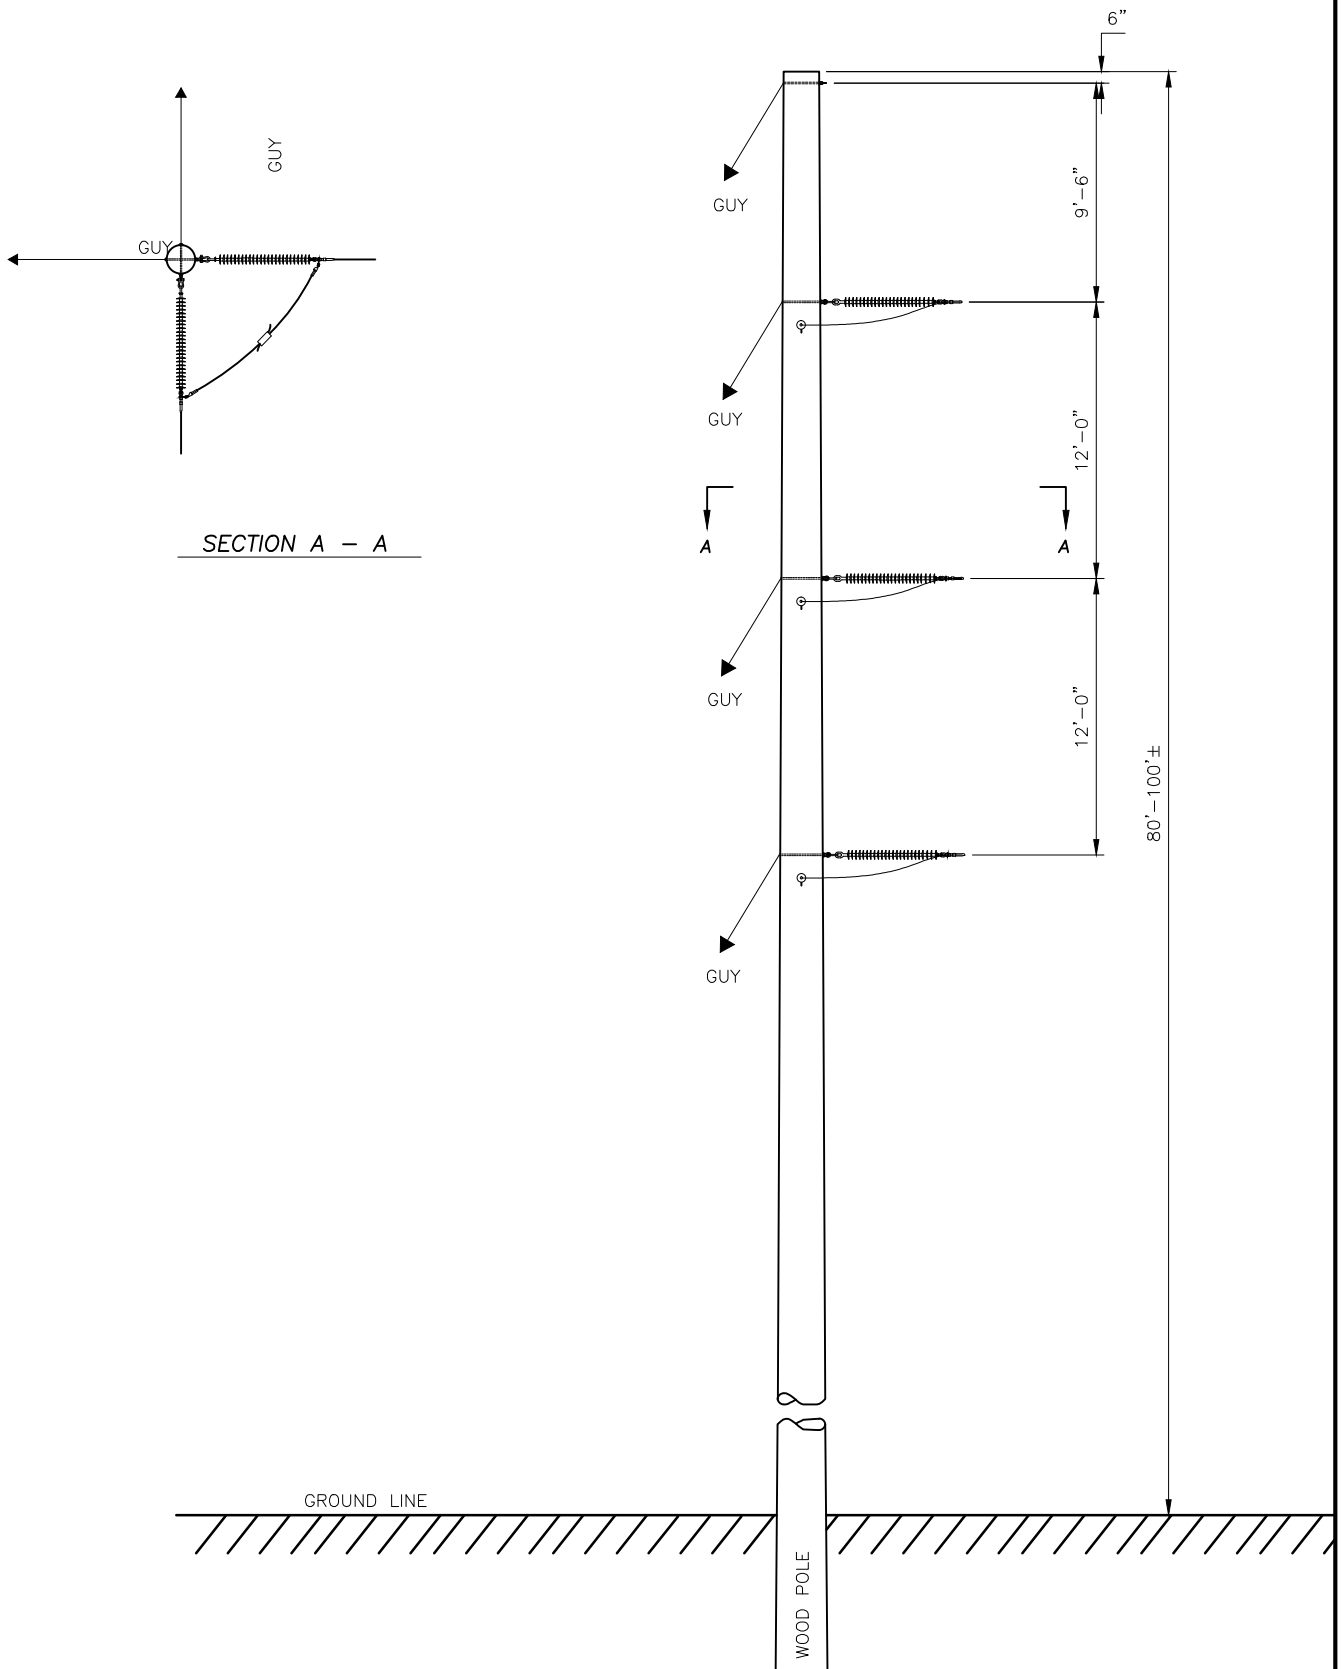 6”
GUY
9’-6”
GUY
GUY
12’-0”
GUY
A
A
SECTION A - A
GUY
12’-0”
80’-100’±
GUY
GROUND LINE
WOOD POLE